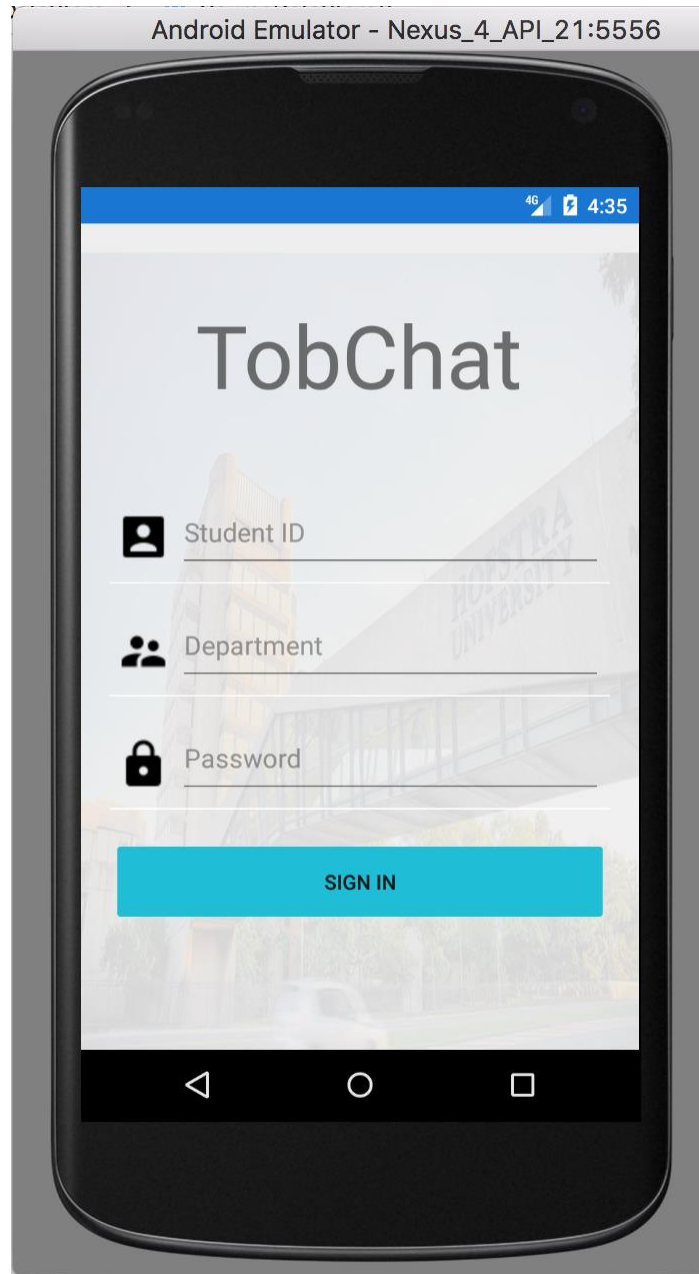 Android Emulator - Nexus_4_API_21:5556
4G 4:35
TobChat
Student ID
HOFSTRA
UNIVERSITY
Department
Password
SIGN IN